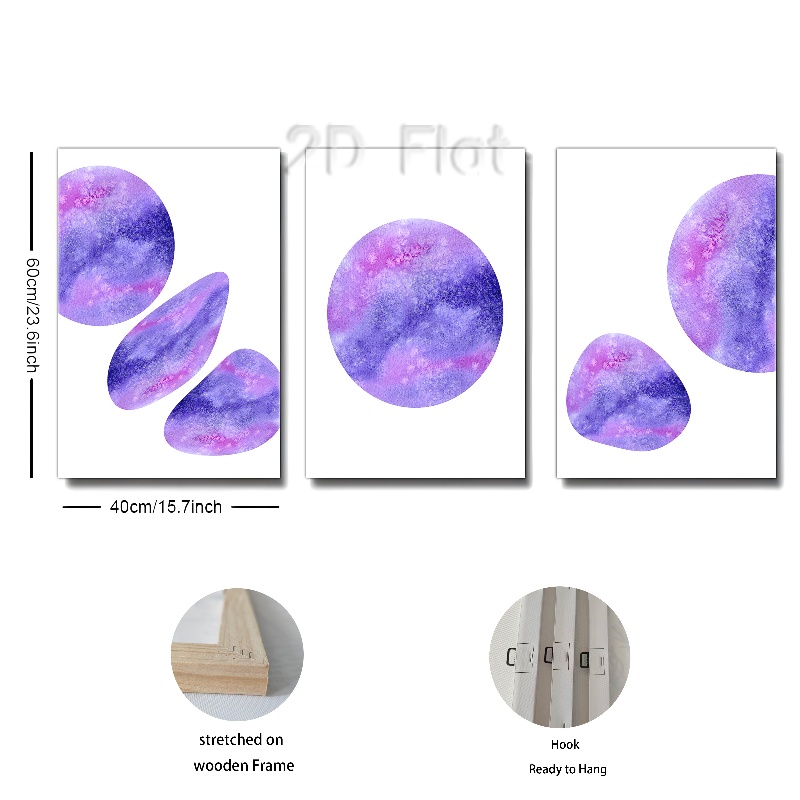 2D Flat
60cm/23.6inch
40cm/15.7inch
stretched on
wooden Frame
Hook
Ready to Hang